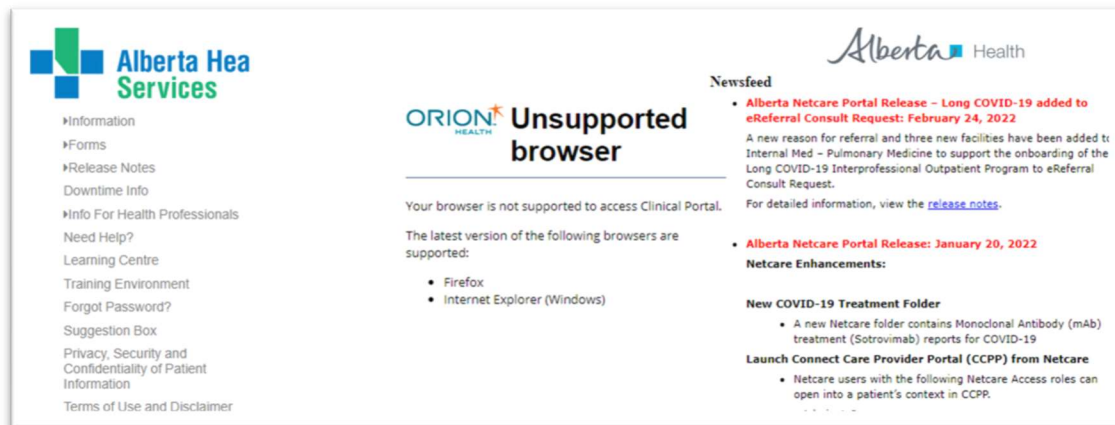 Alberta Hea
Services
Information
Forms
Release Notes
Downtime Info
Info For Health Professionals
Need Help?
Learning Centre
Training Environment
Forgot Password?
Suggestion Box
Privacy, Security and
Confidentiality of Patient
Information
Terms of Use and Disclaimer
ORION
HEALTH
Unsupported
browser
Your browser is not supported to access Clinical Portal.
The latest version of the following browsers are
supported:
• Firefox
• Internet Explorer (Windows)
Alberta Health
Newsfeed
• Alberta Netcare Portal Release – Long COVID-19 added to
eReferral Consult Request: February 24, 2022
A new reason for referral and three new facilities have been added to
Internal Med – Pulmonary Medicine to support the onboarding of the
Long COVID-19 Interprofessional Outpatient Program to eReferral
Consult Request.
For detailed information, view the release notes.
• Alberta Netcare Portal Release: January 20, 2022
Netcare Enhancements:
New COVID-19 Treatment Folder
• A new Netcare folder contains Monoclonal Antibody (mAb)
treatment (Sotrovimab) reports for COVID-19
Launch Connect Care Provider Portal (CCPP) from Netcare
• Netcare users with the following Netcare Access roles can
open into a patient's context in CCPP.